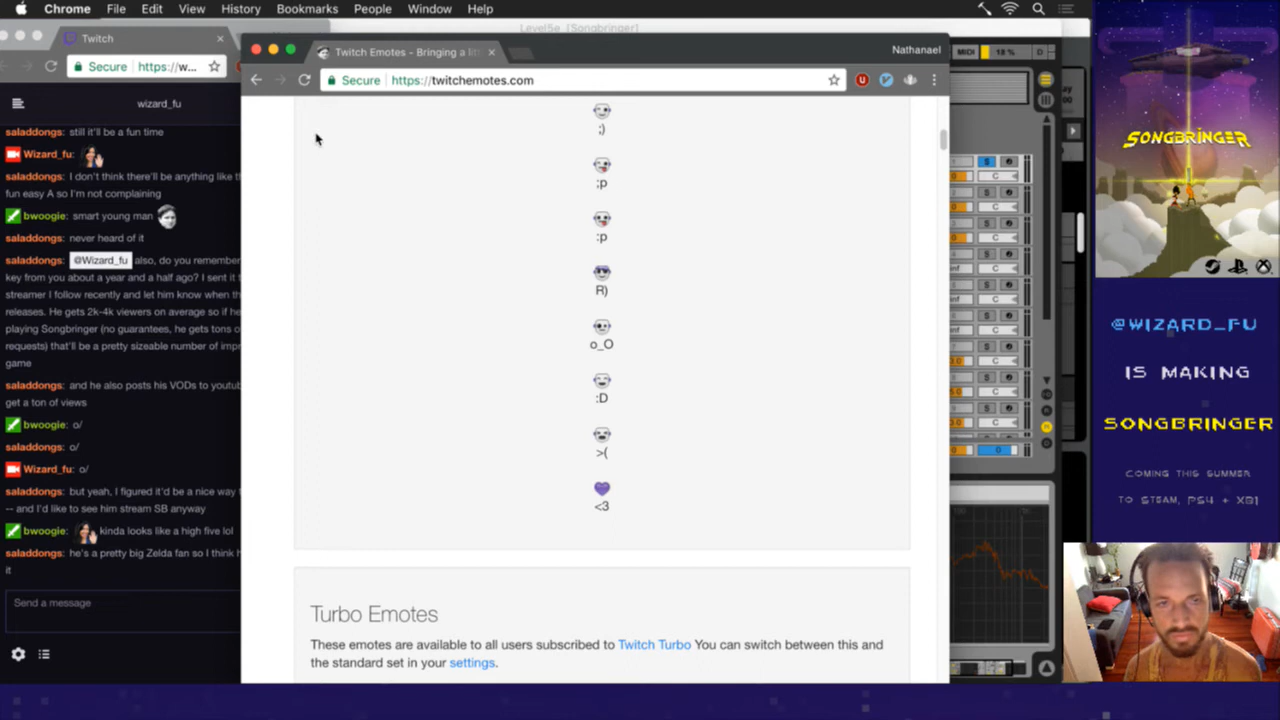 Chrome File Edit View History Bookmarks People Window Help
Level5e [Songbringer]
Twitch
Secure https://w...
wizard_fu
saladdongs: still it'll be a fun time
Wizard_fu:
saladdongs: I don't think there'll be anything like th
fun easy A so I'm not complaining
bwoogie: smart young man
saladdongs: never heard of it
saladdongs: @Wizard_fu also, do you remember
key from you about a year and a half ago? I sent it t
streamer I follow recently and let him know when th
releases. He gets 2k-4k viewers on average so if he
playing Songbringer (no guarantees, he gets tons o
requests) that'll be a pretty sizeable number of impr
game
saladdongs: and he also posts his VODs to youtub
get a ton of views
bwoogie: o/
saladdongs: o/
Wizard_fu: o/
saladdongs: but yeah, I figured it'd be a nice way t
-- and I'd like to see him stream SB anyway
bwoogie: kinda looks like a high five lol
saladdongs: he's a pretty big Zelda fan so I think h
it
Send a message
Twitch Emotes - Bringing a lit
Nathanael
Secure https://twitchemotes.com
;)
:p
:p
R)
o_O
:D
>(
<3
Turbo Emotes
These emotes are available to all users subscribed to Twitch Turbo You can switch between this and
the standard set in your settings.
MIDI 18 % D
SONGBRINGER
@WIZARD_FU
IS MAKING
SONGBRINGER
COMING THIS SUMMER
TO STEAM, PS4 + XB1